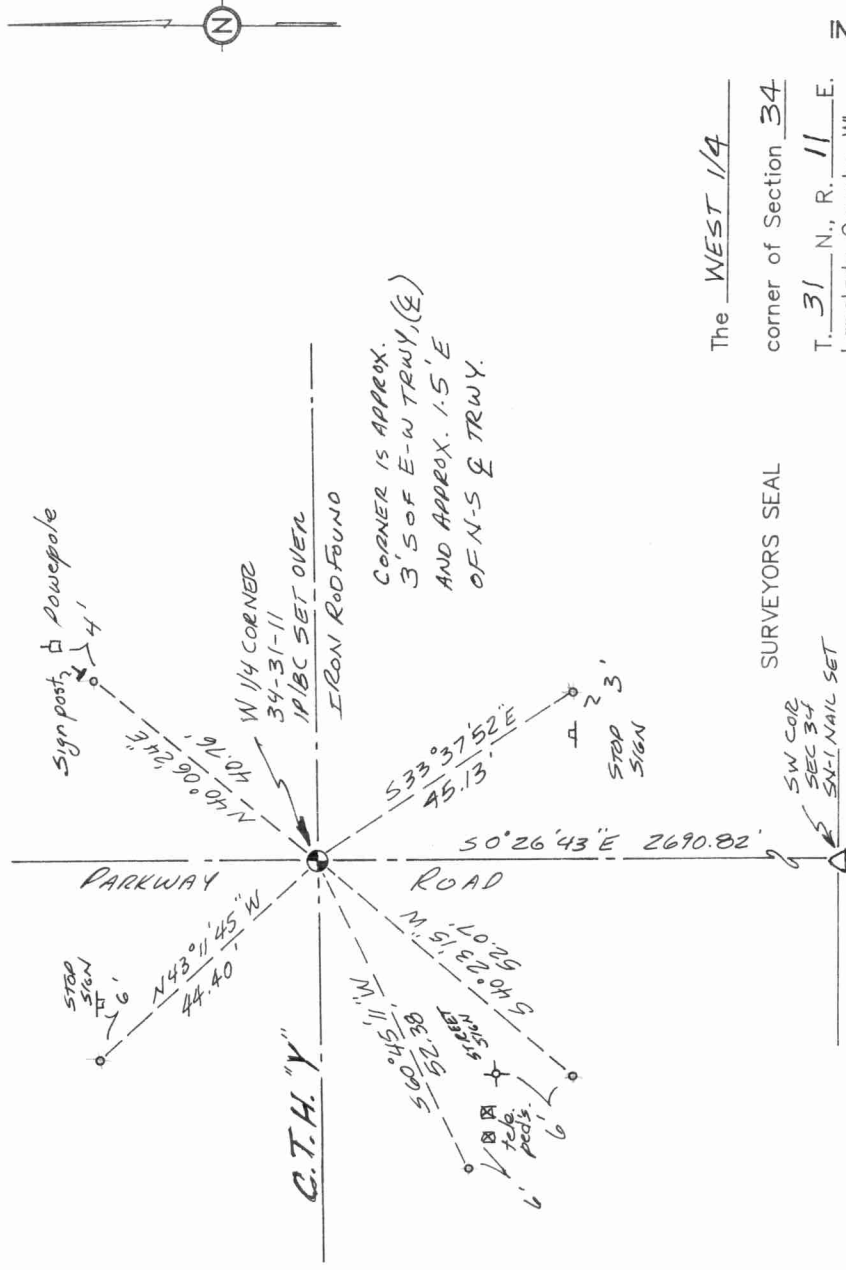 N
Sign post,
Powerpole
4'
N40°06'24"E
40.76'
STOP
SIGN
6'
N43°11'45"W
44.40'
PARKWAY ROAD
W 1/4 CORNER
34-31-11
IP/BC SET OVER
IRON ROD FOUND
C.T.H. "Y"
CORNER IS APPROX.
3'S OF E-W TRWY, (℄)
AND APPROX. 1.5' E
OF N-S ℄ TRWY.
S60°45'11"W
52.38'
STREET
SIGN
tele.
ped's.
6'
6'
S40°23'15"W
52.07'
S33°37'52"E
45.13'
3'
STOP
SIGN
S0°26'43"E 2690.82'
SW COR
SEC 34
SN-1 NAIL SET
SURVEYORS SEAL
The WEST 1/4
corner of Section 34
T. 31 N., R. 11 E.